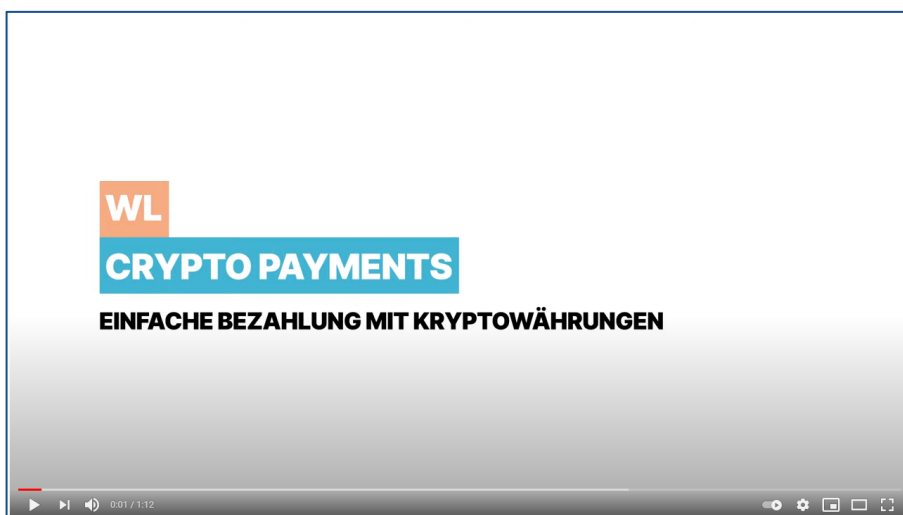 WL
CRYPTO PAYMENTS
EINFACHE BEZAHLUNG MIT KRYPTOWÄHRUNGEN
0:01 / 1:12